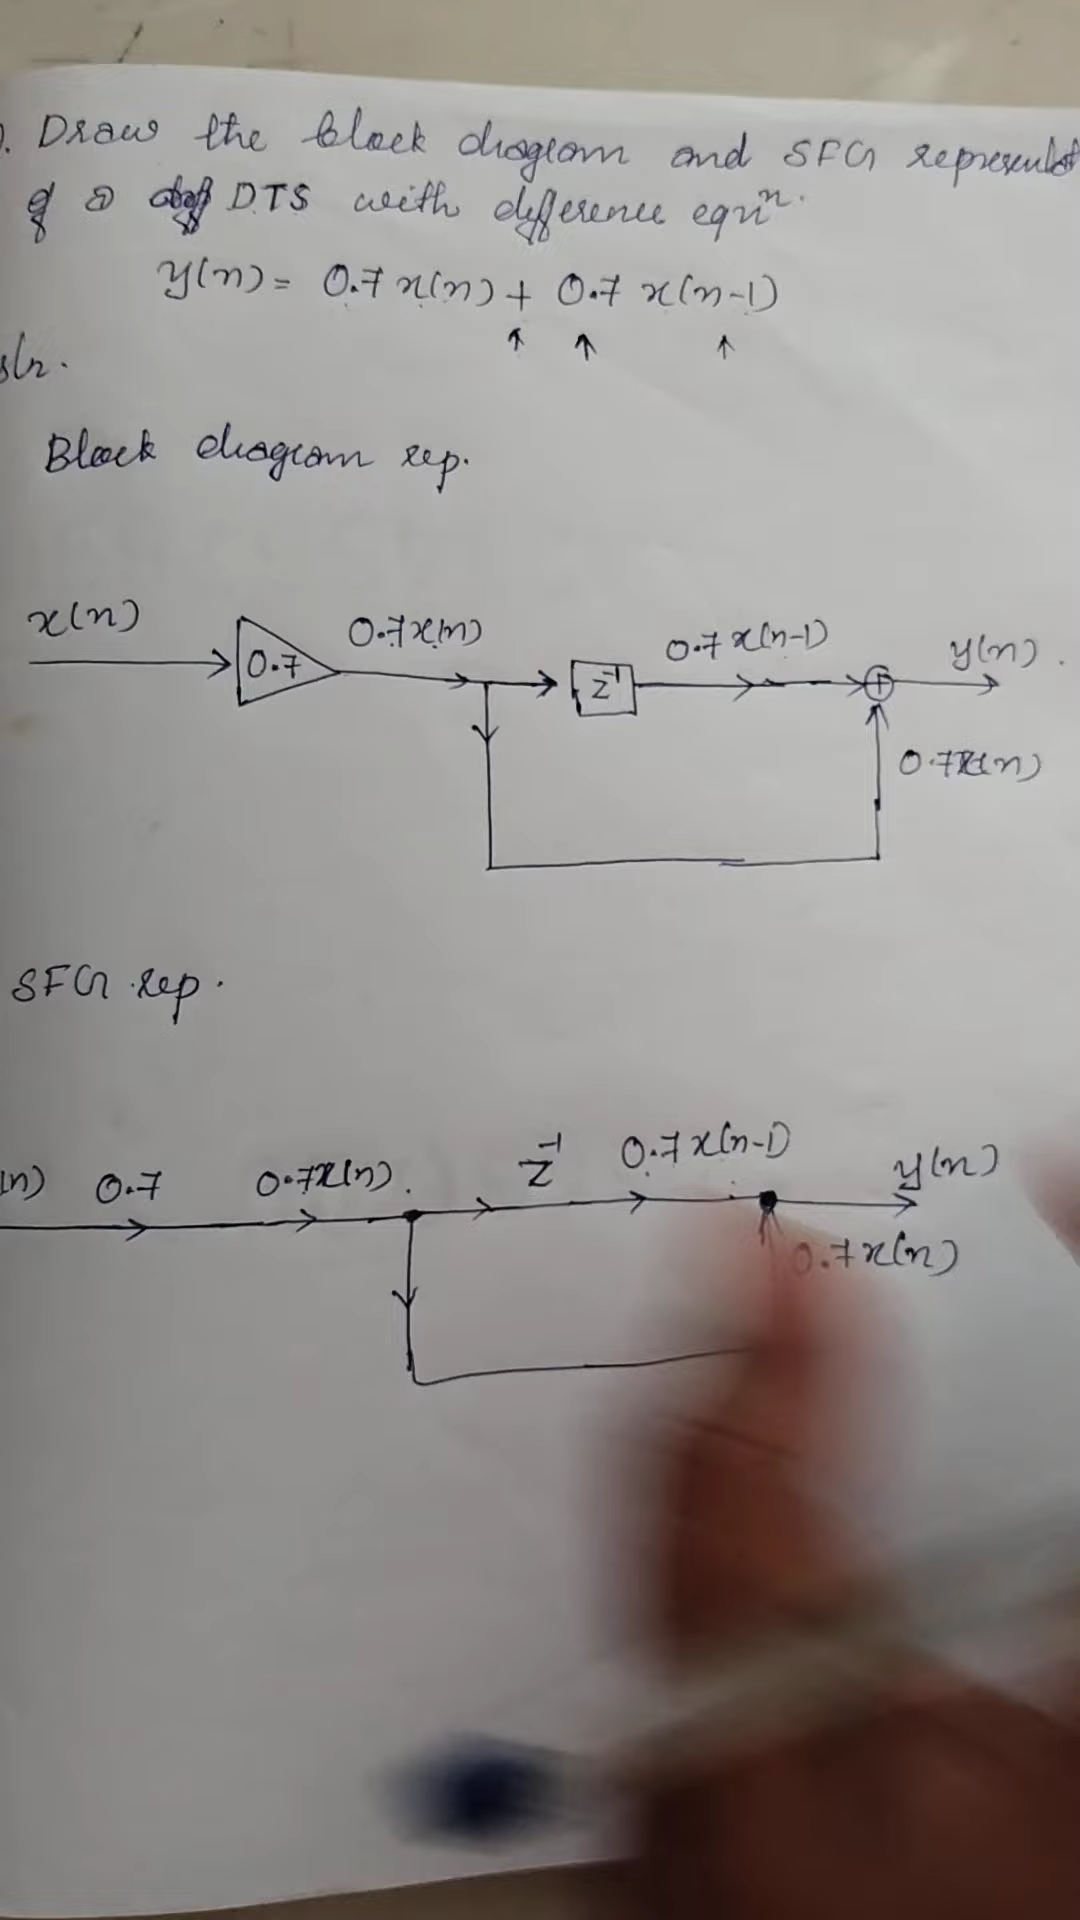 ). Draw the block diagram and SFG represent
of a DTS with difference equⁿ.
y(n) = 0.7 x(n) + 0.7 x(n-1)
sln.
Block diagram rep.
x(n)
0.7
0.7x(n)
z⁻¹
0.7 x(n-1)
+
y(n).
0.7x(n)
SFG rep.
(n) 0.7 0.7x(n). z⁻¹ 0.7 x(n-1) y(n)
0.7x(n)